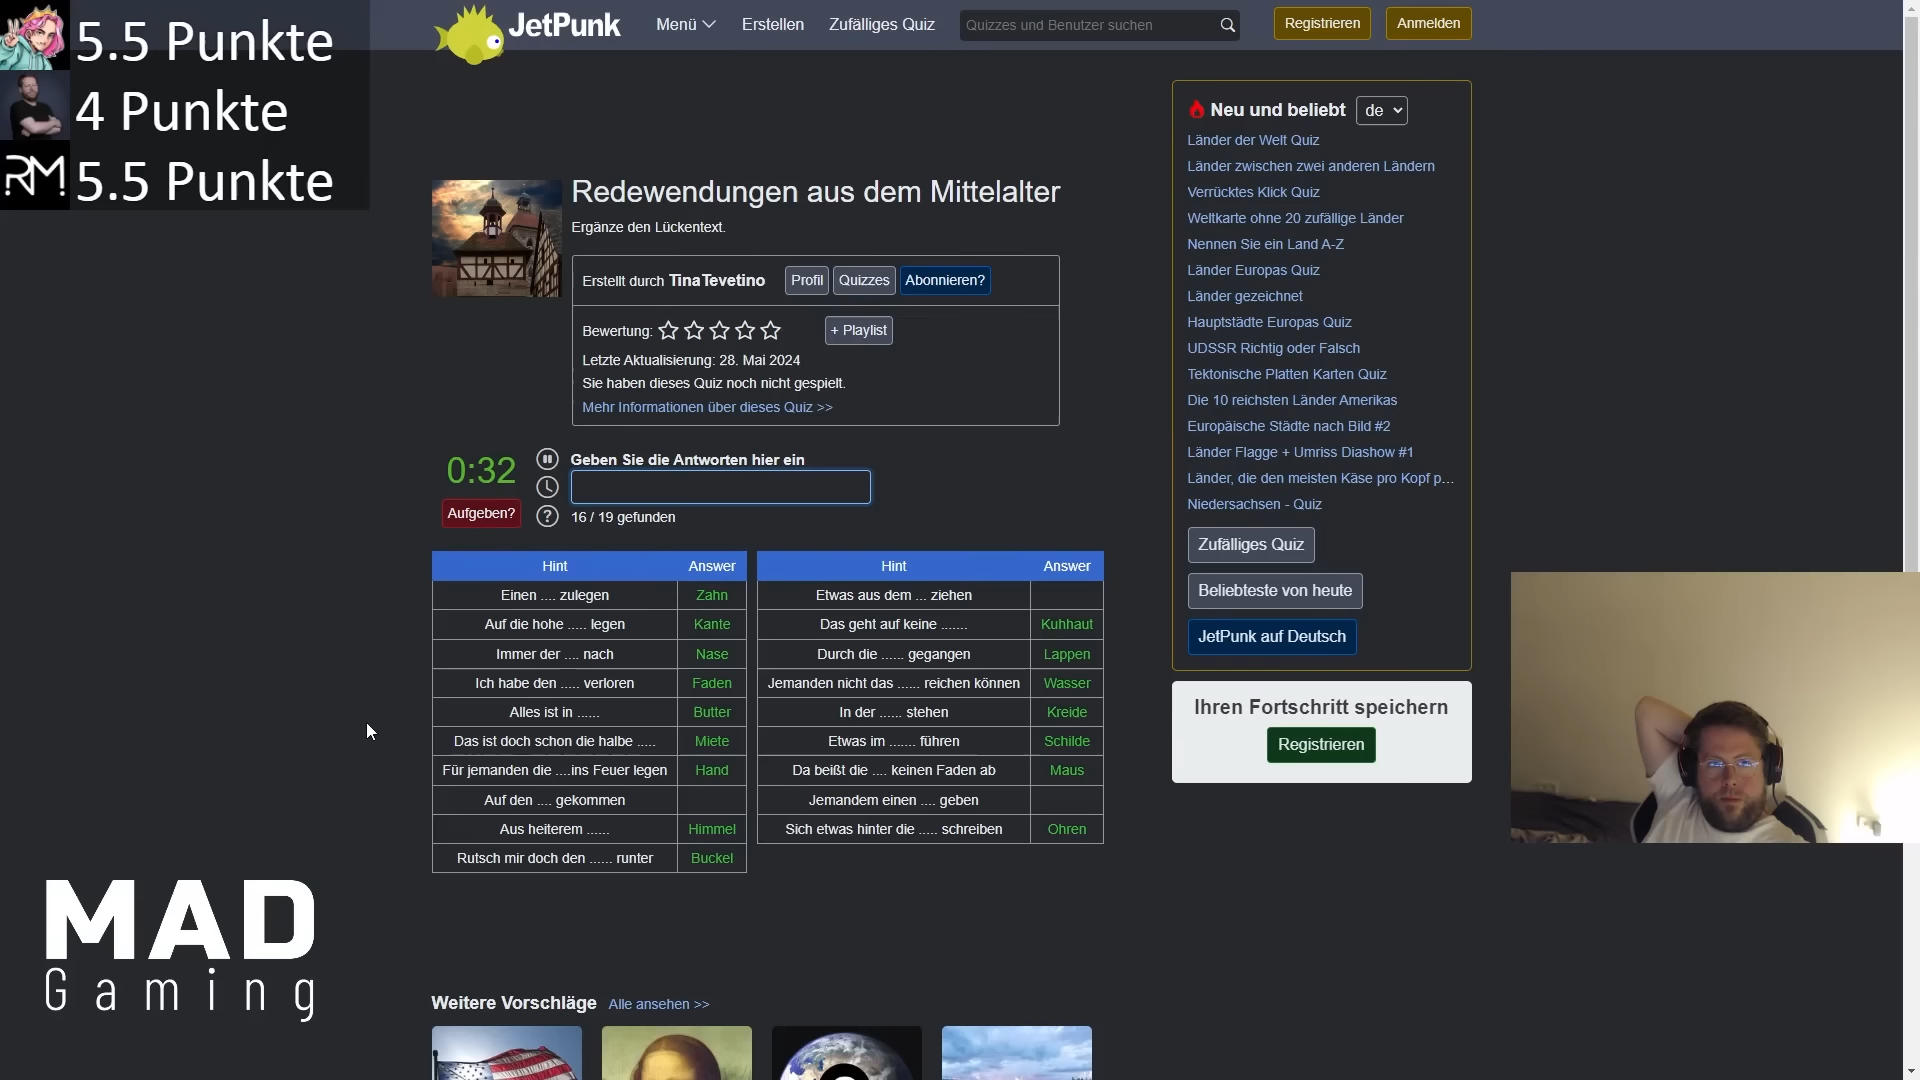 5.5 Punkte
4 Punkte
RM 5.5 Punkte
JetPunk
Menü
Erstellen
Zufälliges Quiz
Quizzes und Benutzer suchen
Registrieren
Anmelden
Redewendungen aus dem Mittelalter
Ergänze den Lückentext.
Erstellt durch TinaTevetino Profil Quizzes Abonnieren?
Bewertung: + Playlist
Letzte Aktualisierung: 28. Mai 2024
Sie haben dieses Quiz noch nicht gespielt.
Mehr Informationen über dieses Quiz >>
0:32
Aufgeben?
Geben Sie die Antworten hier ein
16 / 19 gefunden
Hint Answer
Einen .... zulegen Zahn
Auf die hohe ..... legen Kante
Immer der .... nach Nase
Ich habe den ..... verloren Faden
Alles ist in ...... Butter
Das ist doch schon die halbe ..... Miete
Für jemanden die ....ins Feuer legen Hand
Auf den .... gekommen
Aus heiterem ...... Himmel
Rutsch mir doch den ...... runter Buckel
Hint Answer
Etwas aus dem ... ziehen
Das geht auf keine ....... Kuhhaut
Durch die ...... gegangen Lappen
Jemanden nicht das ...... reichen können Wasser
In der ...... stehen Kreide
Etwas im ....... führen Schilde
Da beißt die .... keinen Faden ab Maus
Jemandem einen .... geben
Sich etwas hinter die ..... schreiben Ohren
Neu und beliebt de
Länder der Welt Quiz
Länder zwischen zwei anderen Ländern
Verrücktes Klick Quiz
Weltkarte ohne 20 zufällige Länder
Nennen Sie ein Land A-Z
Länder Europas Quiz
Länder gezeichnet
Hauptstädte Europas Quiz
UDSSR Richtig oder Falsch
Tektonische Platten Karten Quiz
Die 10 reichsten Länder Amerikas
Europäische Städte nach Bild #2
Länder Flagge + Umriss Diashow #1
Länder, die den meisten Käse pro Kopf p...
Niedersachsen - Quiz
Zufälliges Quiz
Beliebteste von heute
JetPunk auf Deutsch
Ihren Fortschritt speichern
Registrieren
MAD
Gaming
Weitere Vorschläge Alle ansehen >>